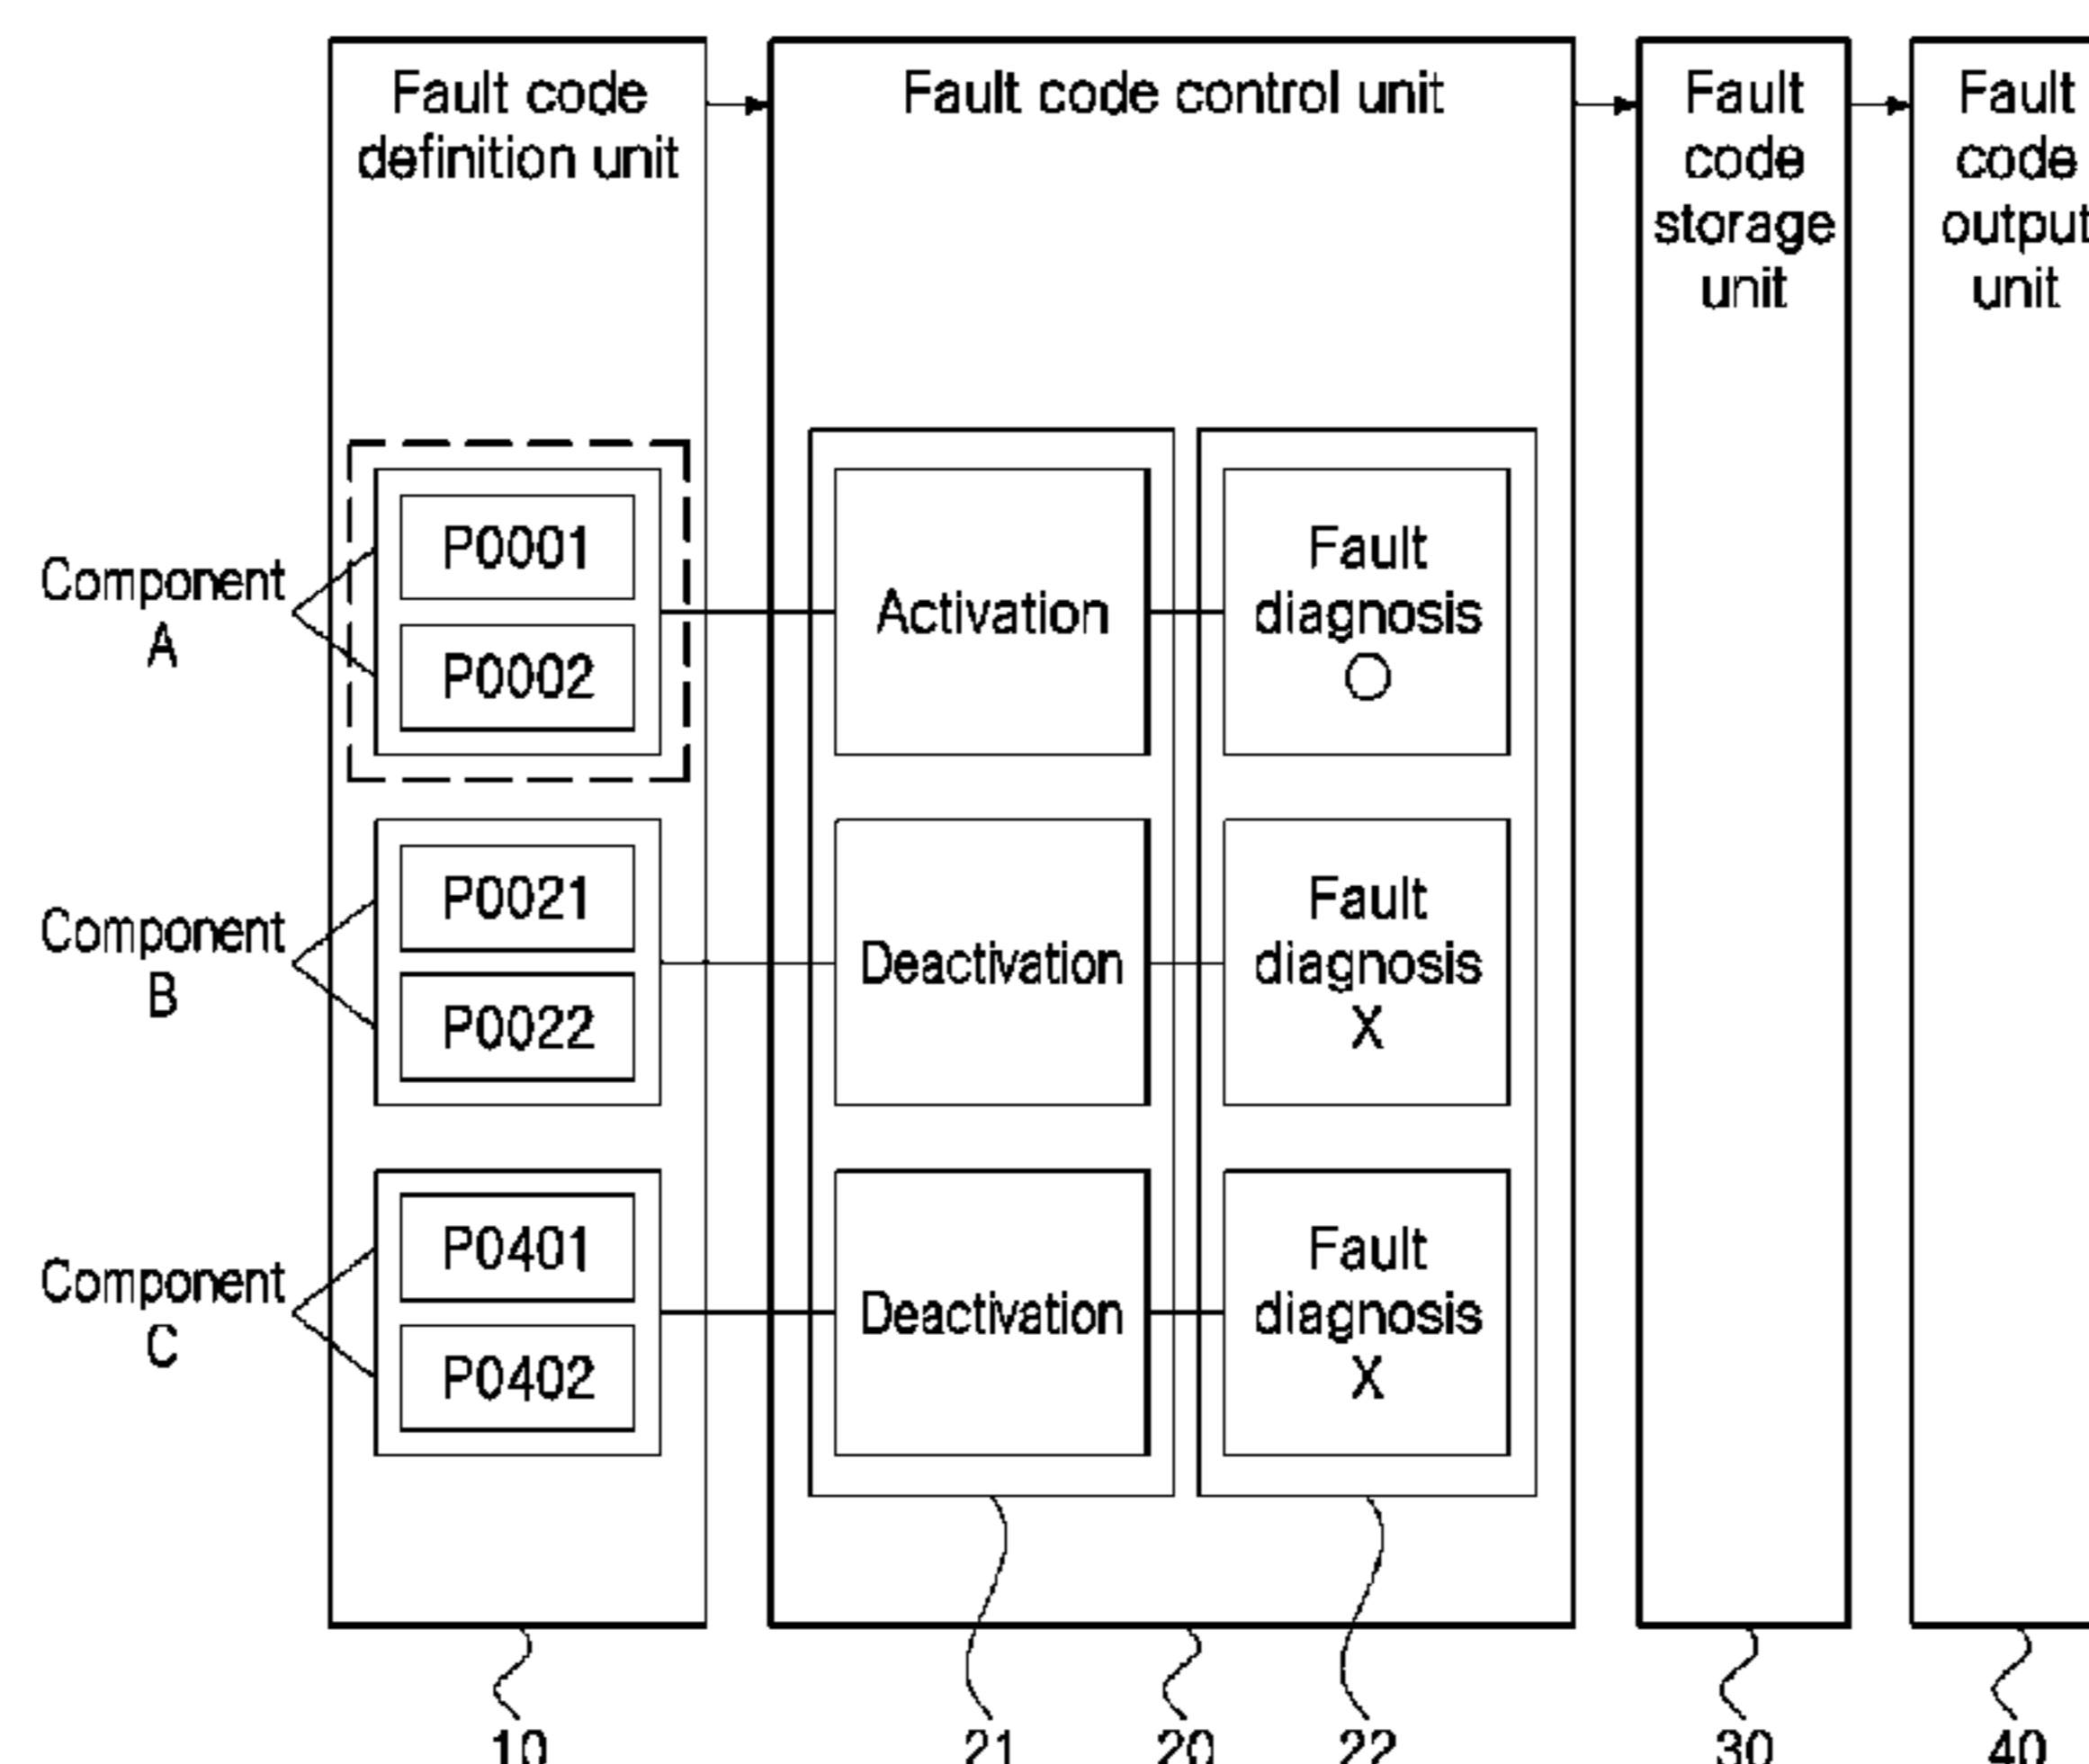 Fault code
definition unit
Fault code control unit
Fault
code
storage
unit
Fault
code
output
unit
Component
A
P0001
P0002
Activation
Fault
diagnosis
○
Component
B
P0021
P0022
Deactivation
Fault
diagnosis
X
Component
C
P0401
P0402
Deactivation
Fault
diagnosis
X
10
21
20
22
30
40